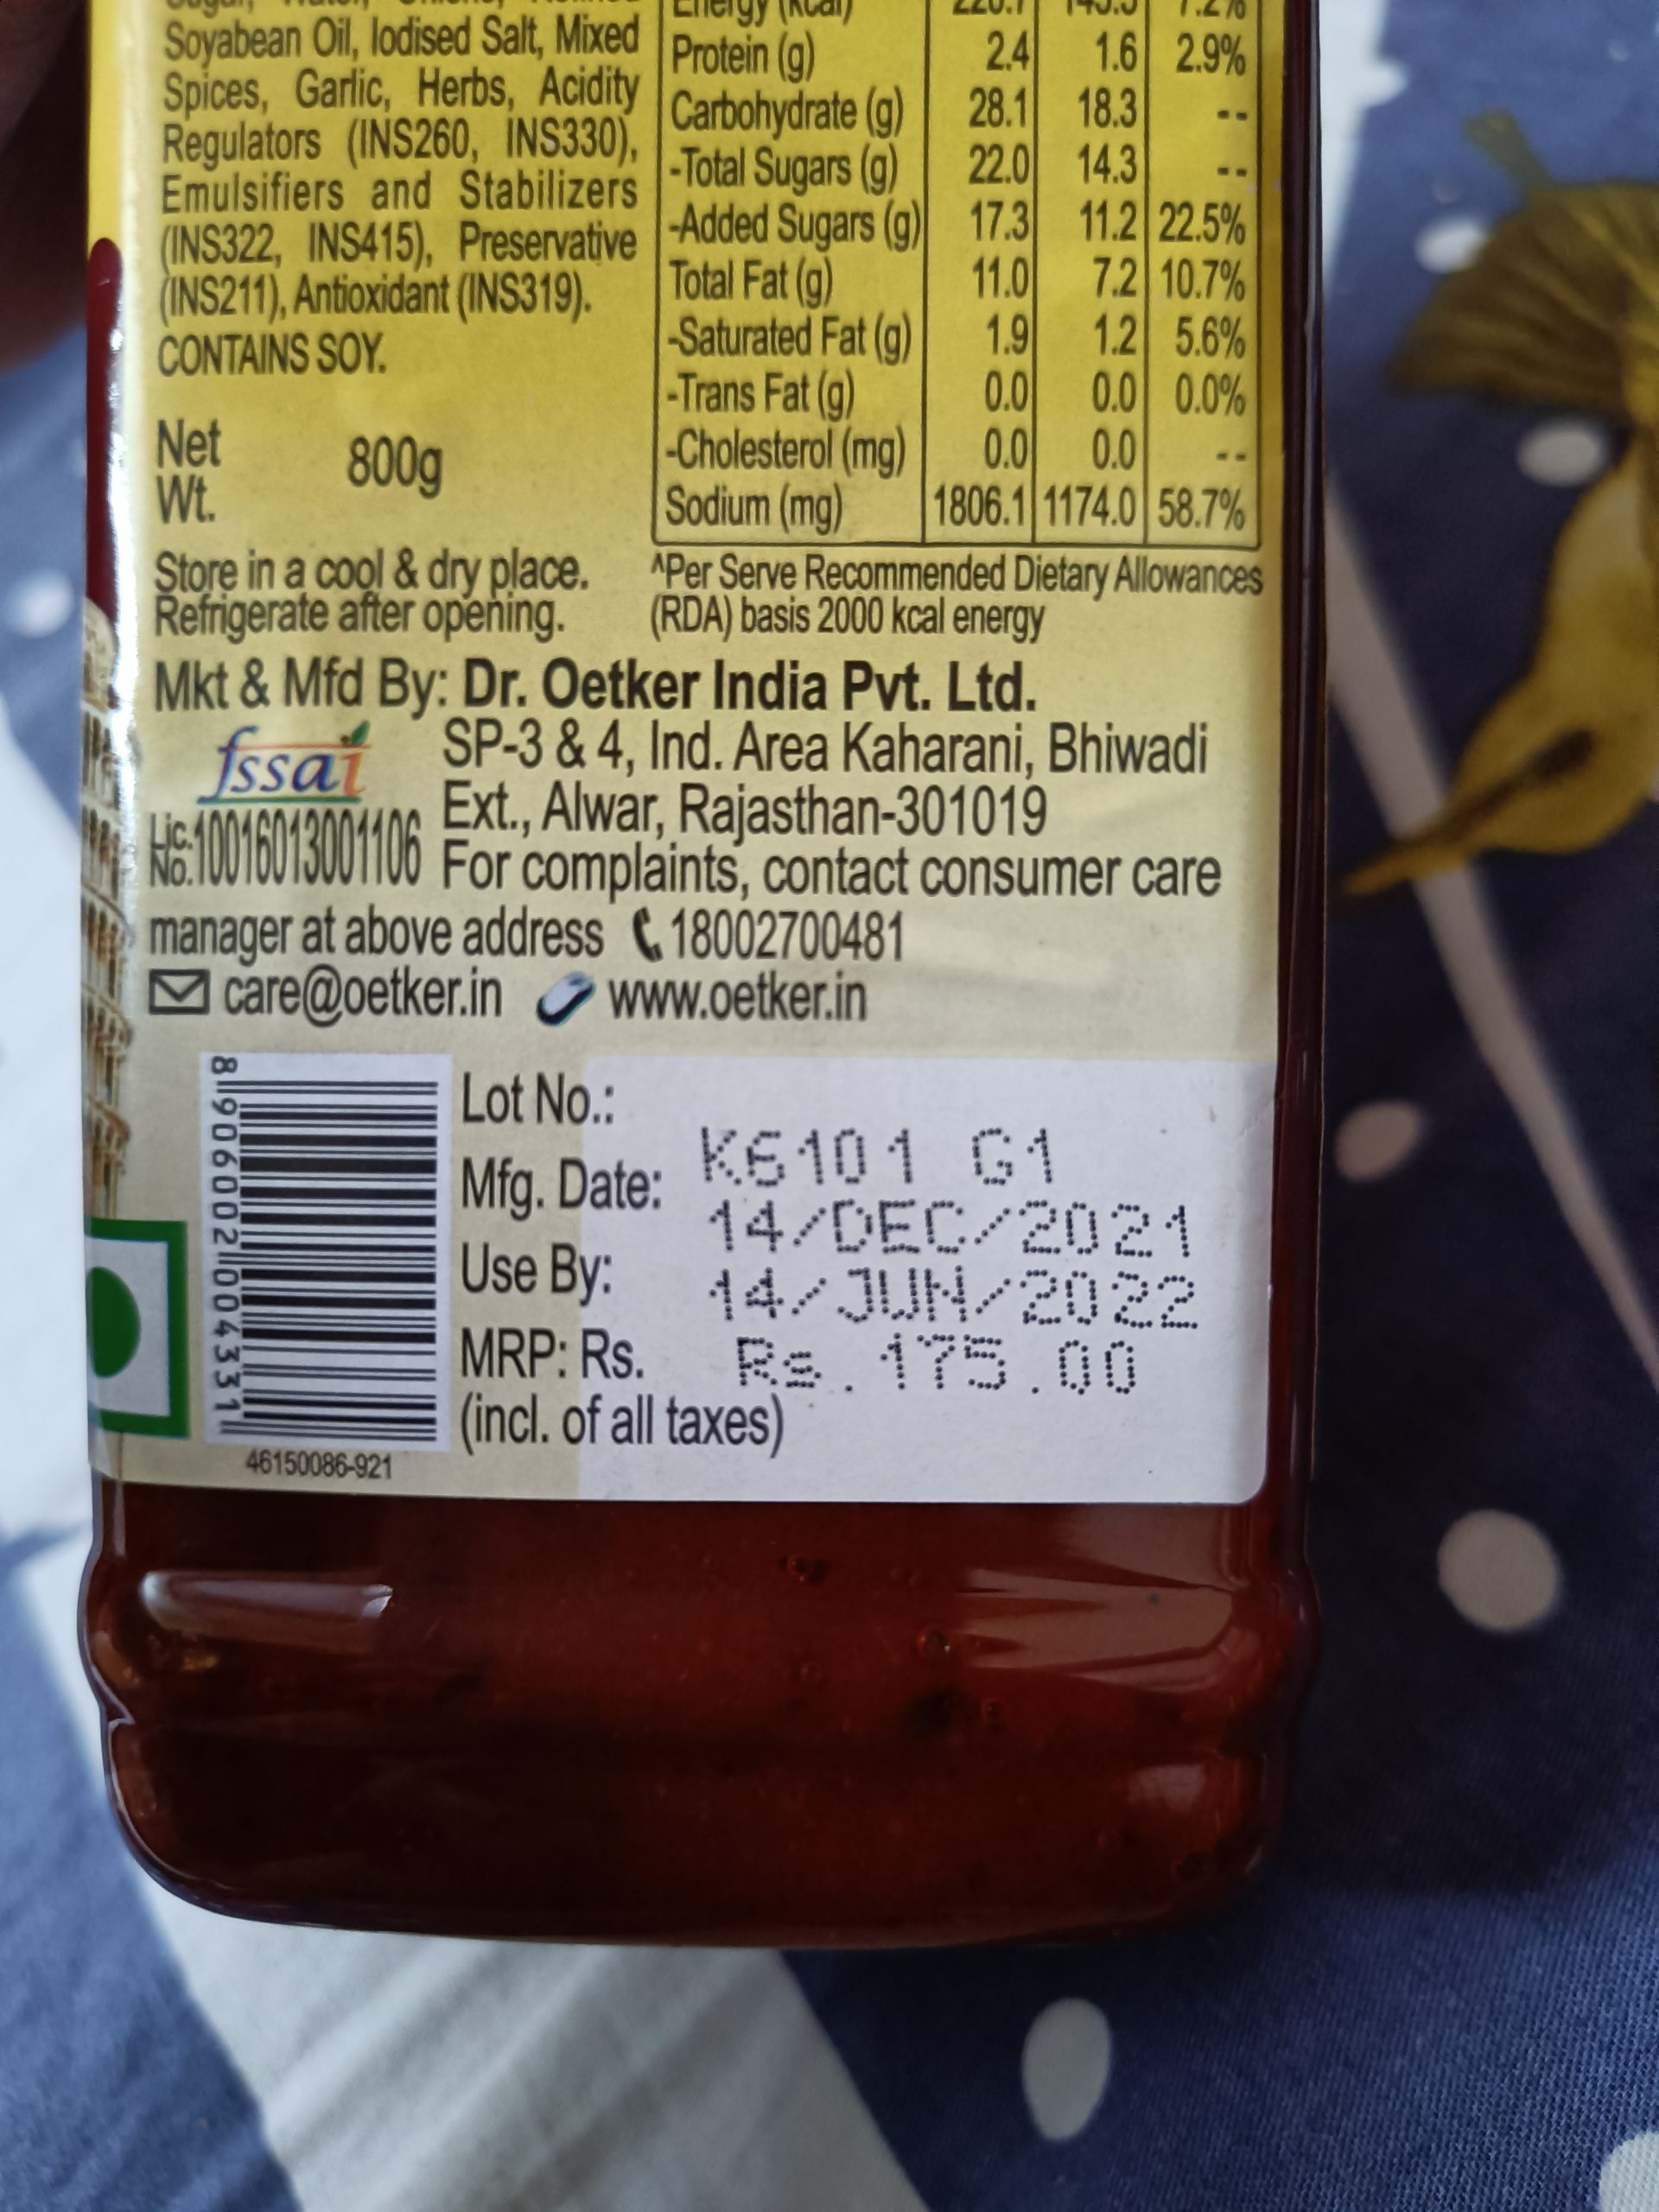 Soyabean Oil, Iodised Salt, Mixed
Spices, Garlic, Herbs, Acidity
Regulators (INS260, INS330),
Emulsifiers and Stabilizers
(INS322, INS415), Preservative
(INS211), Antioxidant (INS319).
CONTAINS SOY.
Net
Wt.
800g
Store in a cool & dry place.
Refrigerate after opening.
Energy (kcal)
Protein (g) 2.4 1.6 2.9%
Carbohydrate (g) 28.1 18.3 --
-Total Sugars (g) 22.0 14.3 --
-Added Sugars (g) 17.3 11.2 22.5%
Total Fat (g) 11.0 7.2 10.7%
-Saturated Fat (g) 1.9 1.2 5.6%
-Trans Fat (g) 0.0 0.0 0.0%
-Cholesterol (mg) 0.0 0.0 --
Sodium (mg) 1806.1 1174.0 58.7%
^Per Serve Recommended Dietary Allowances
(RDA) basis 2000 kcal energy
Mkt & Mfd By: Dr. Oetker India Pvt. Ltd.
fssai
Lic. No. 10016013001106
SP-3 & 4, Ind. Area Kaharani, Bhiwadi
Ext., Alwar, Rajasthan-301019
For complaints, contact consumer care
manager at above address 18002700481
care@oetker.in www.oetker.in
8 906002 004331
46150086-921
Lot No.: K6101 G1
Mfg. Date: 14/DEC/2021
Use By: 14/JUN/2022
MRP: Rs. Rs.175.00
(incl. of all taxes)